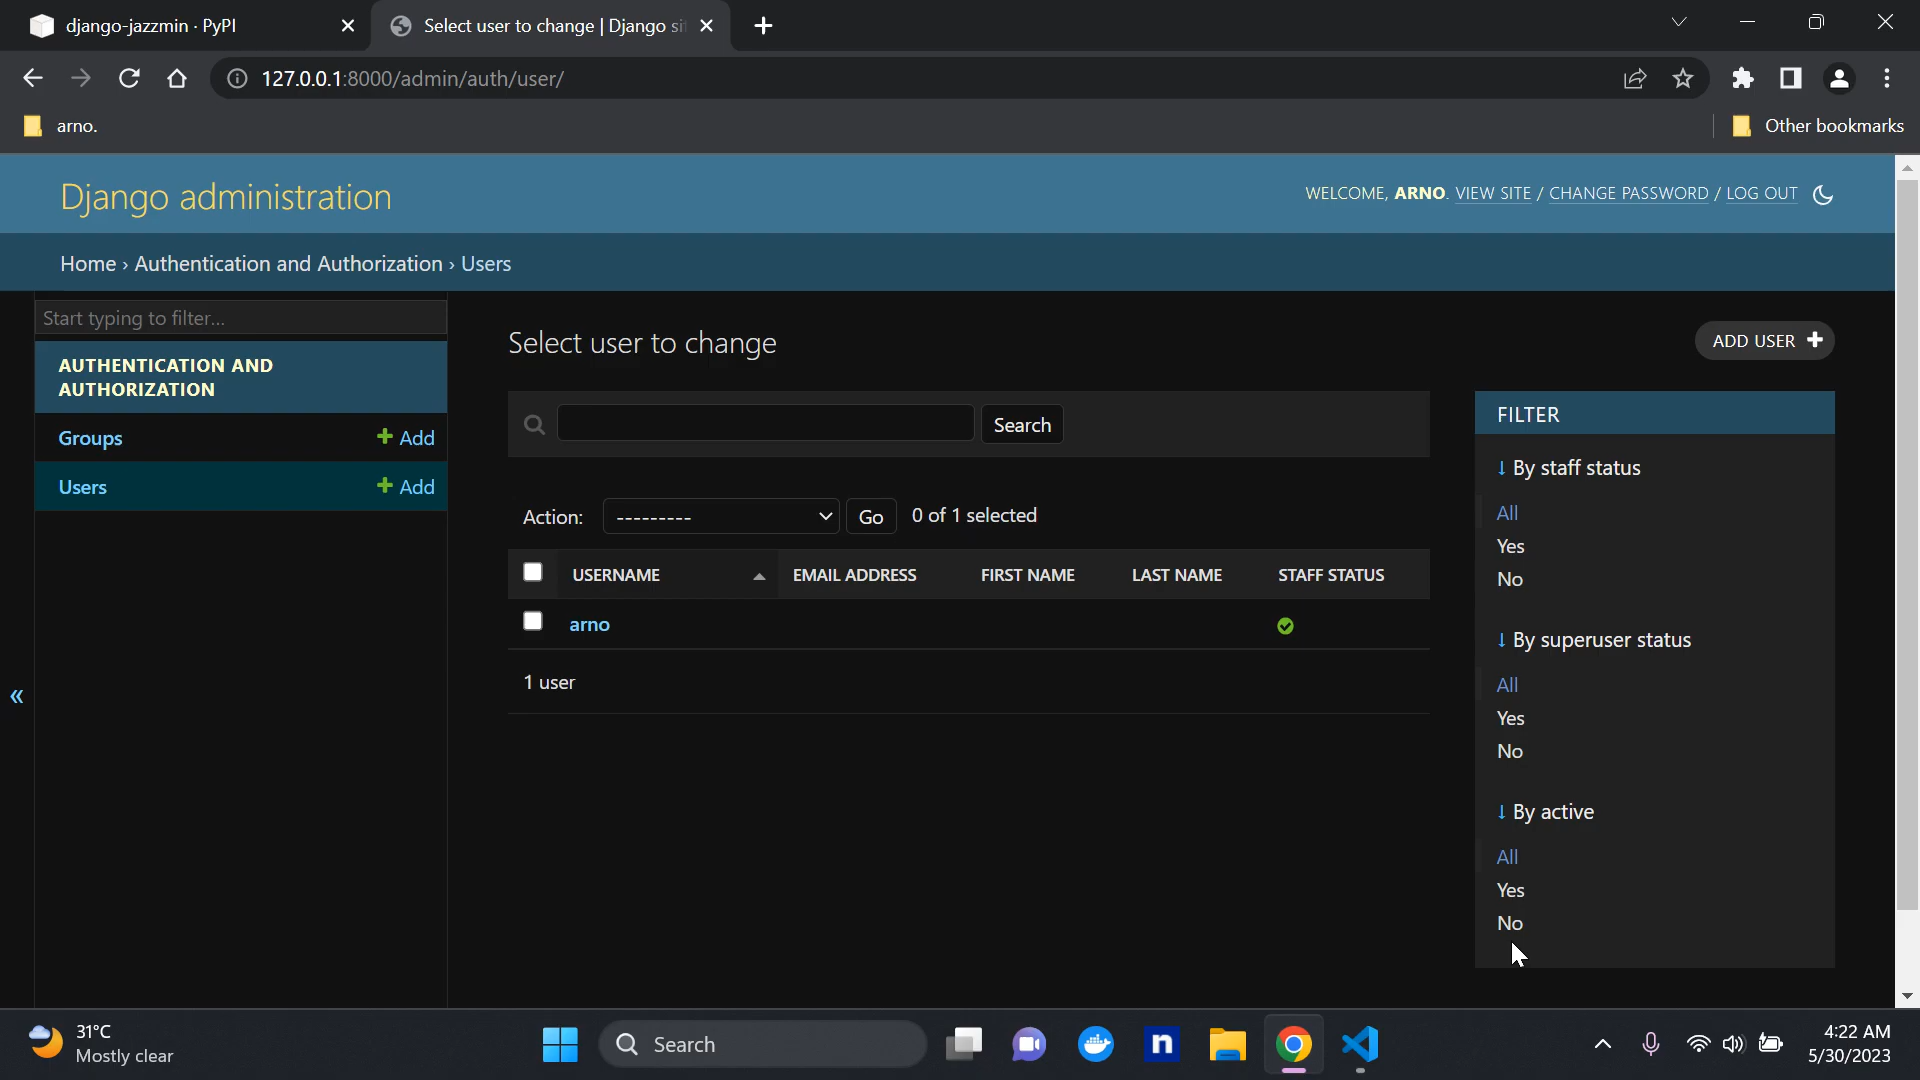 django-jazzmin · PyPI
Select user to change | Django si
127.0.0.1:8000/admin/auth/user/
arno.
Other bookmarks
Django administration
WELCOME, ARNO. VIEW SITE / CHANGE PASSWORD / LOG OUT
Home › Authentication and Authorization › Users
Start typing to filter...
AUTHENTICATION AND
AUTHORIZATION
Groups
+ Add
Users
+ Add
«
Select user to change
ADD USER +
Search
Action: --------- Go 0 of 1 selected
USERNAME EMAIL ADDRESS FIRST NAME LAST NAME STAFF STATUS
arno
1 user
FILTER
↓ By staff status
All
Yes
No
↓ By superuser status
All
Yes
No
↓ By active
All
Yes
No
31°C
Mostly clear
Search
n
4:22 AM
5/30/2023